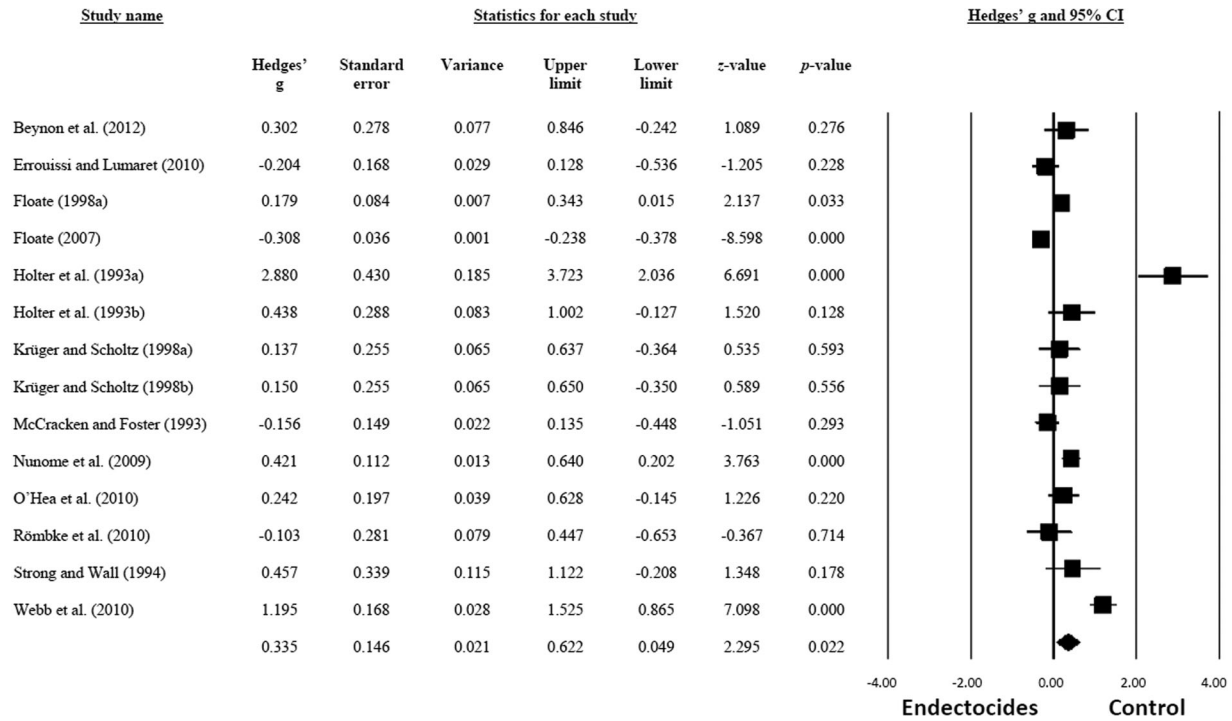 Study name Statistics for each study Hedges’ g and 95% CI
Hedges’ g Standard error Variance Upper limit Lower limit z-value p-value
Beynon et al. (2012) 0.302 0.278 0.077 0.846 -0.242 1.089 0.276
Errouissi and Lumaret (2010) -0.204 0.168 0.029 0.128 -0.536 -1.205 0.228
Floate (1998a) 0.179 0.084 0.007 0.343 0.015 2.137 0.033
Floate (2007) -0.308 0.036 0.001 -0.238 -0.378 -8.598 0.000
Holter et al. (1993a) 2.880 0.430 0.185 3.723 2.036 6.691 0.000
Holter et al. (1993b) 0.438 0.288 0.083 1.002 -0.127 1.520 0.128
Krüger and Scholtz (1998a) 0.137 0.255 0.065 0.637 -0.364 0.535 0.593
Krüger and Scholtz (1998b) 0.150 0.255 0.065 0.650 -0.350 0.589 0.556
McCracken and Foster (1993) -0.156 0.149 0.022 0.135 -0.448 -1.051 0.293
Nunome et al. (2009) 0.421 0.112 0.013 0.640 0.202 3.763 0.000
O’Hea et al. (2010) 0.242 0.197 0.039 0.628 -0.145 1.226 0.220
Römbke et al. (2010) -0.103 0.281 0.079 0.447 -0.653 -0.367 0.714
Strong and Wall (1994) 0.457 0.339 0.115 1.122 -0.208 1.348 0.178
Webb et al. (2010) 1.195 0.168 0.028 1.525 0.865 7.098 0.000
0.335 0.146 0.021 0.622 0.049 2.295 0.022
-4.00 -2.00 0.00 2.00 4.00
Endectocides Control